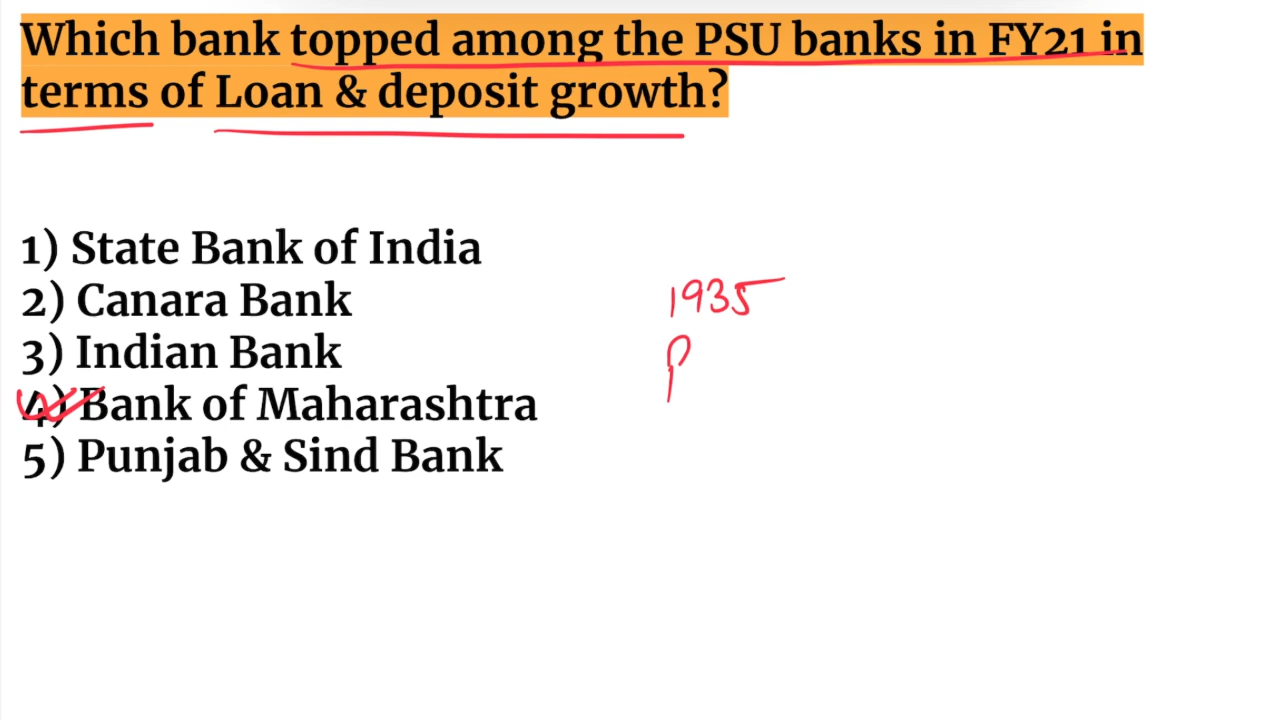 Which bank topped among the PSU banks in FY21 in
terms of Loan & deposit growth?
1) State Bank of India
2) Canara Bank
3) Indian Bank
4) Bank of Maharashtra
5) Punjab & Sind Bank
1935
P